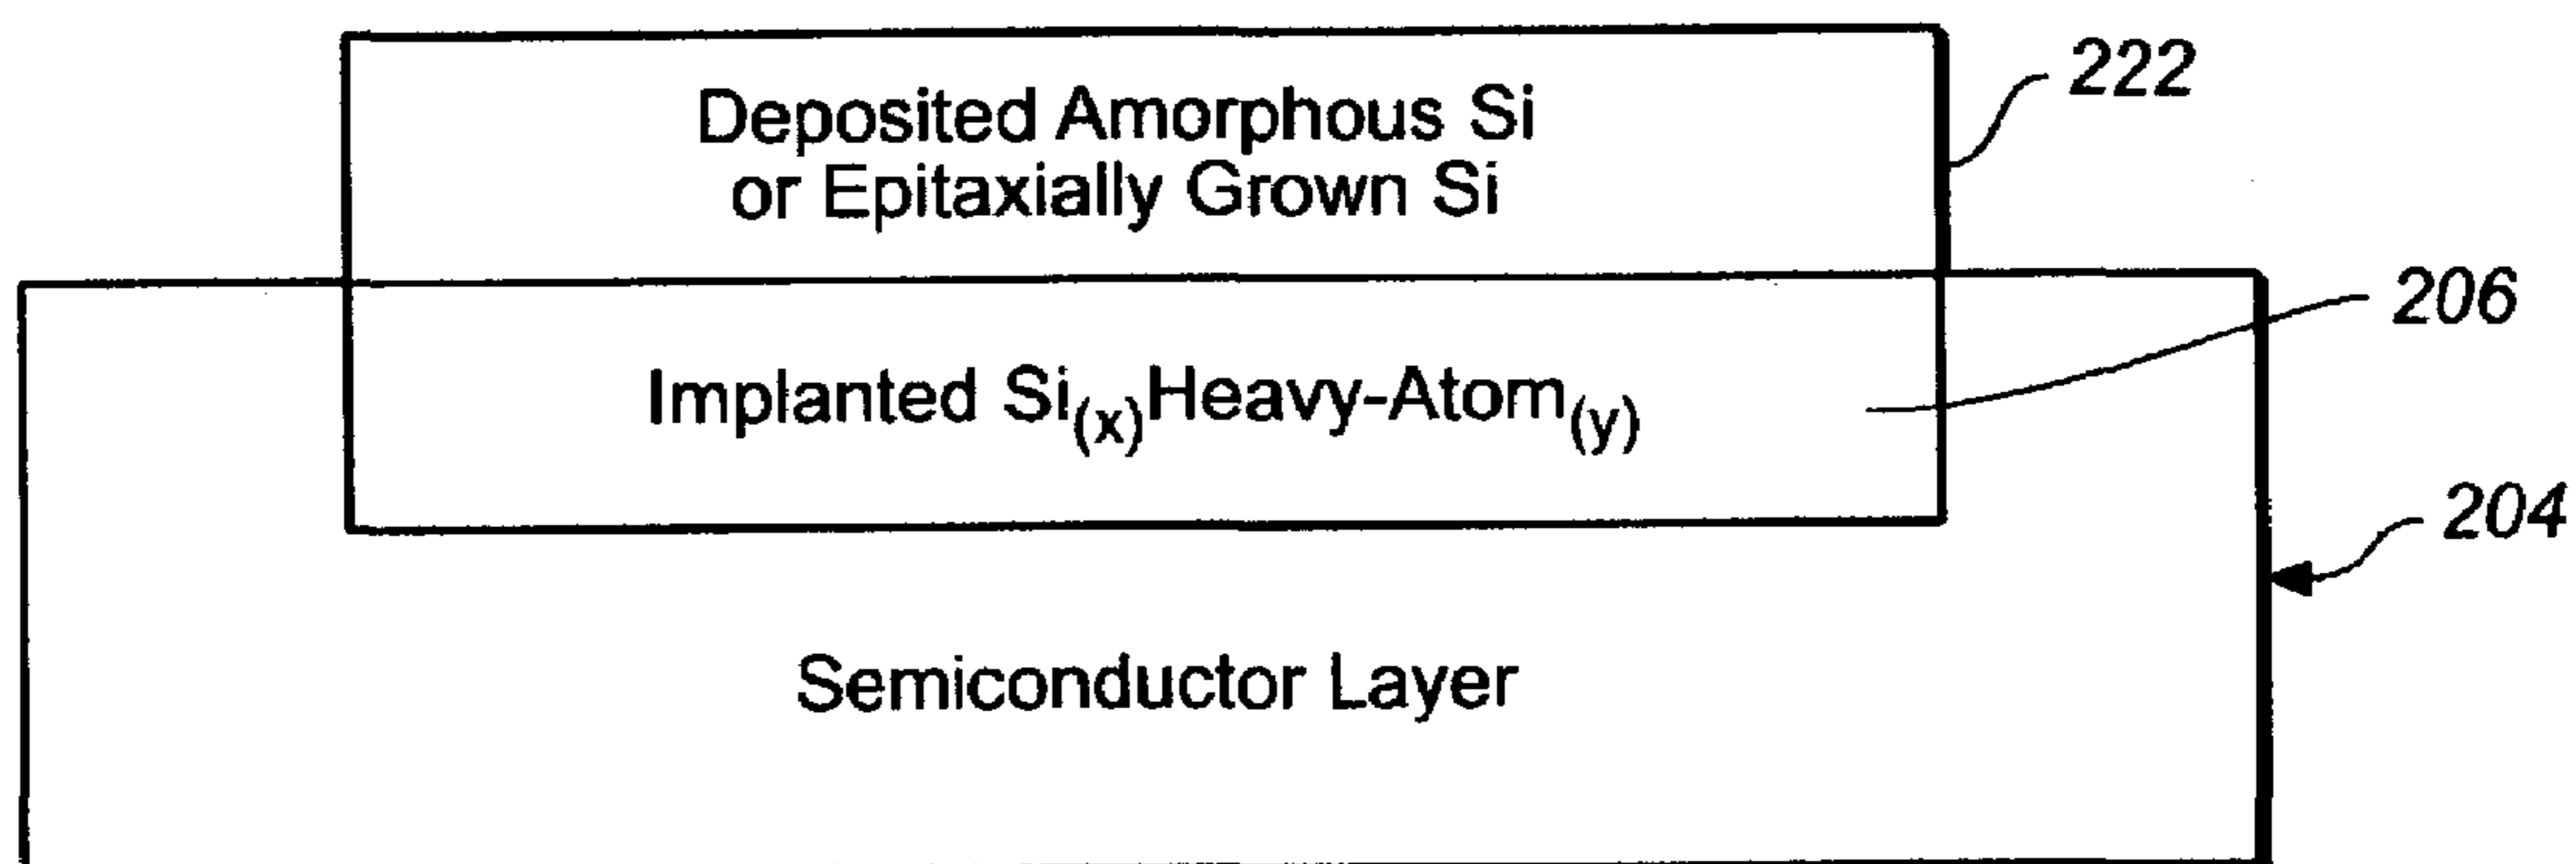 Deposited Amorphous Si
or Epitaxially Grown Si
222
206
Implanted Si(x)Heavy-Atom(y)
204
Semiconductor Layer